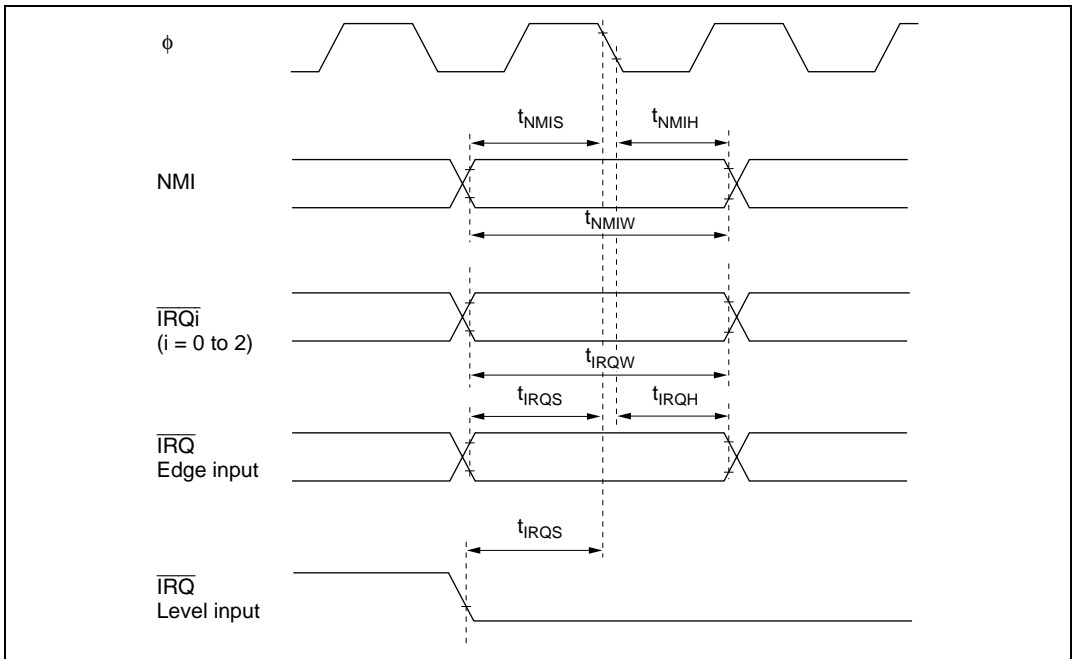 ϕ
tNMIS
tNMIH
NMI
tNMIW
IRQi
(i = 0 to 2)
tIRQW
tIRQS
tIRQH
IRQ
Edge input
tIRQS
IRQ
Level input